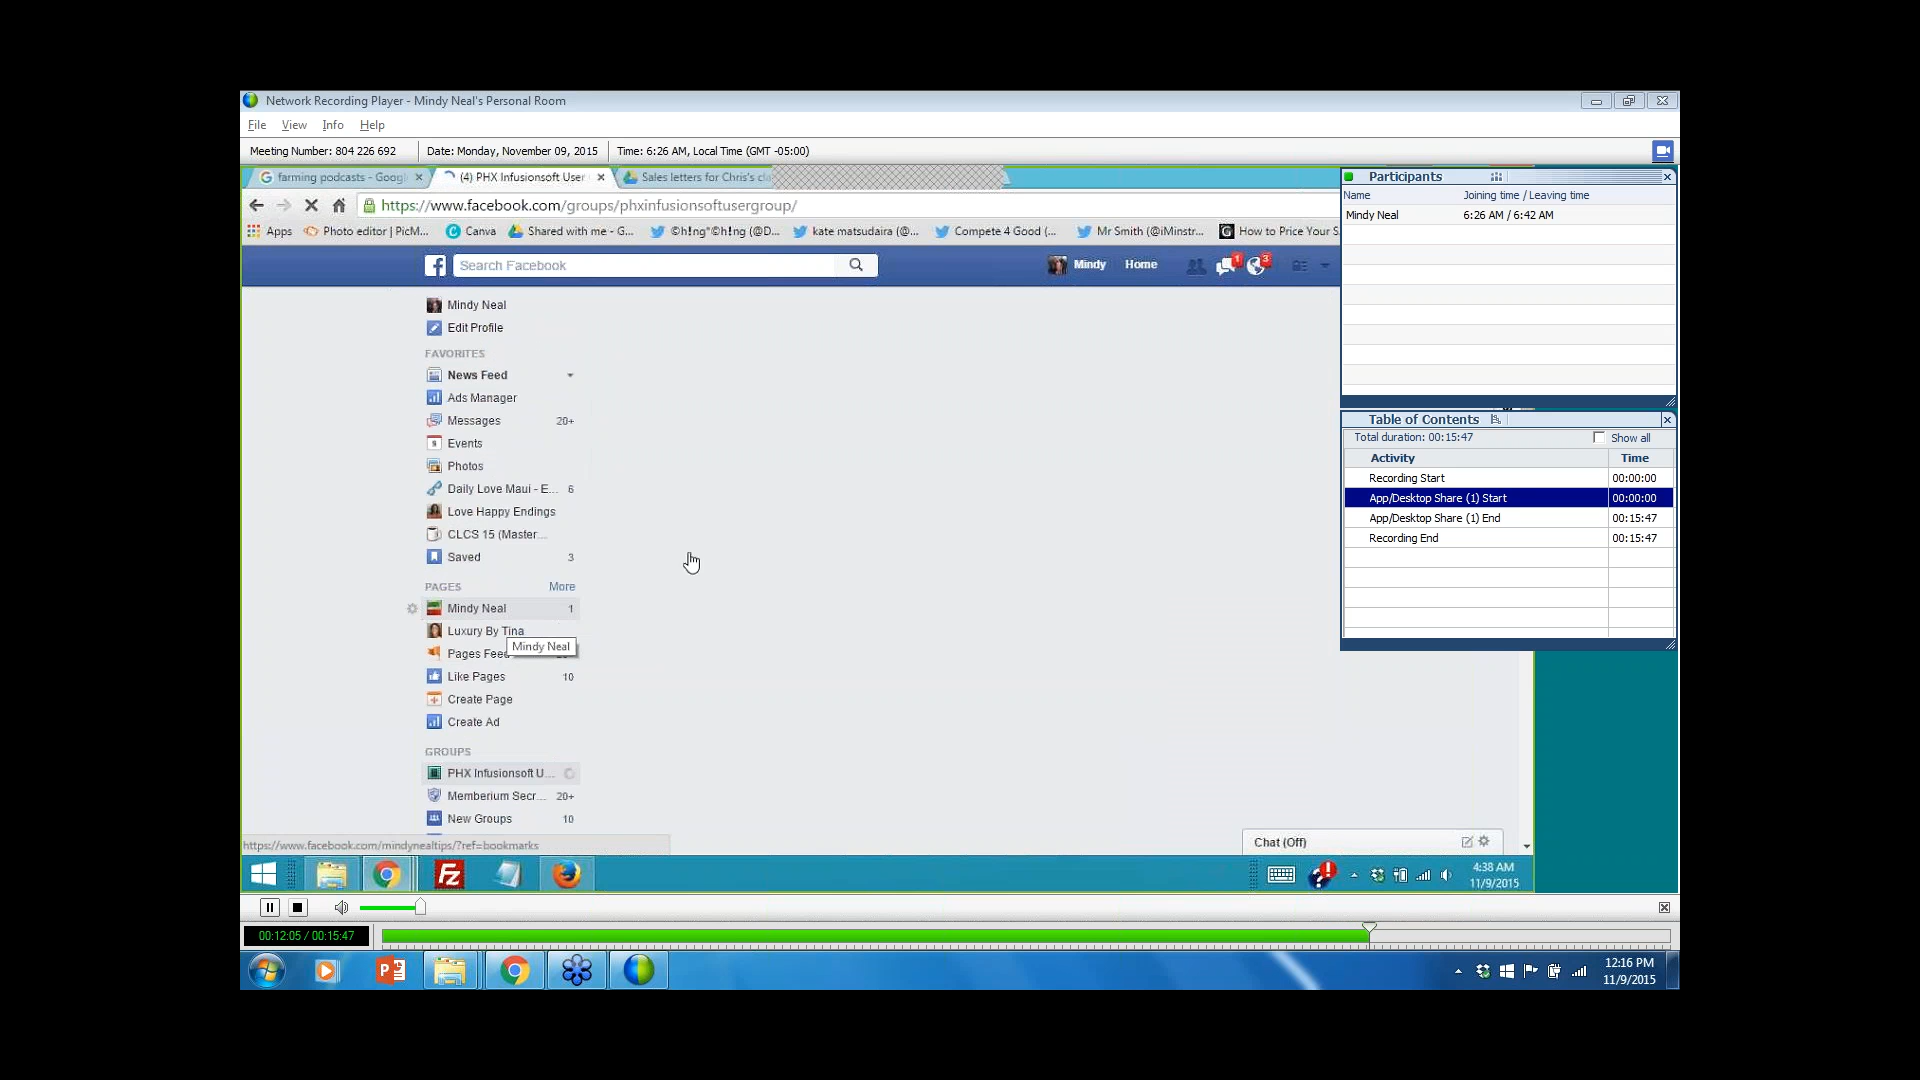 Network Recording Player - Mindy Neal's Personal Room
File View Info Help
Meeting Number: 804 226 692 Date: Monday, November 09, 2015 Time: 6:26 AM, Local Time (GMT -05:00)
farming podcasts - Googl (4) PHX Infusionsoft User Sales letters for Chris's cl
https://www.facebook.com/groups/phxinfusionsoftusergroup/
Apps Photo editor | PicM... Canva Shared with me - G... ©h!ng*©h!ng (@D... kate matsudaira (@... Compete 4 Good (... Mr Smith (@iMinstr... How to Price Your S
Search Facebook Mindy Home 1 3
Mindy Neal
Edit Profile
FAVORITES
News Feed
Ads Manager
Messages 20+
Events
Photos
Daily Love Maui - E... 6
Love Happy Endings
CLCS 15 (Master...
Saved 3
PAGES More
Mindy Neal 1
Luxury By Tina
Mindy Neal
Pages Feed
Like Pages 10
Create Page
Create Ad
GROUPS
PHX Infusionsoft U...
Memberium Secr... 20+
New Groups 10
https://www.facebook.com/mindynealtips/?ref=bookmarks
Chat (Off)
Participants
Name Joining time / Leaving time
Mindy Neal 6:26 AM / 6:42 AM
Table of Contents
Total duration: 00:15:47 Show all
Activity Time
Recording Start 00:00:00
App/Desktop Share (1) Start 00:00:00
App/Desktop Share (1) End 00:15:47
Recording End 00:15:47
4:38 AM
11/9/2015
00:12:05 / 00:15:47
12:16 PM
11/9/2015